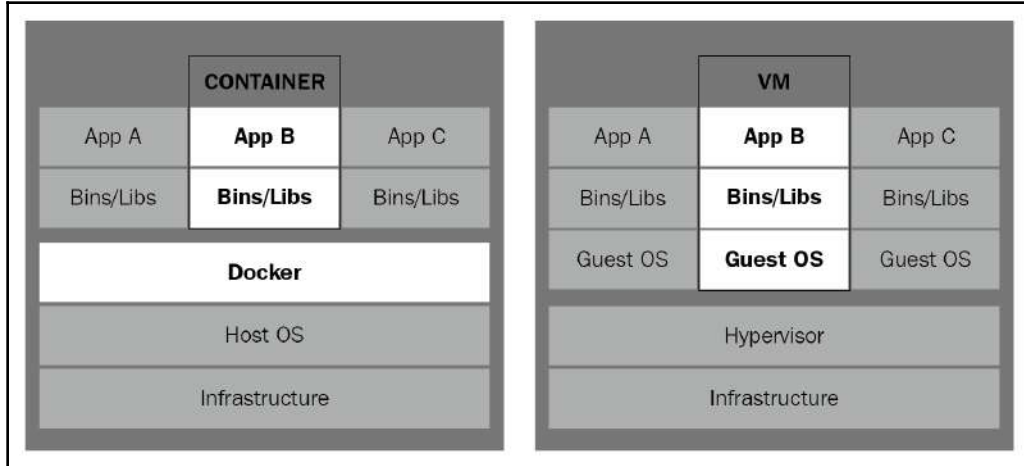 CONTAINER
App A App B App C
Bins/Libs Bins/Libs Bins/Libs
Docker
Host OS
Infrastructure
VM
App A App B App C
Bins/Libs Bins/Libs Bins/Libs
Guest OS Guest OS Guest OS
Hypervisor
Infrastructure